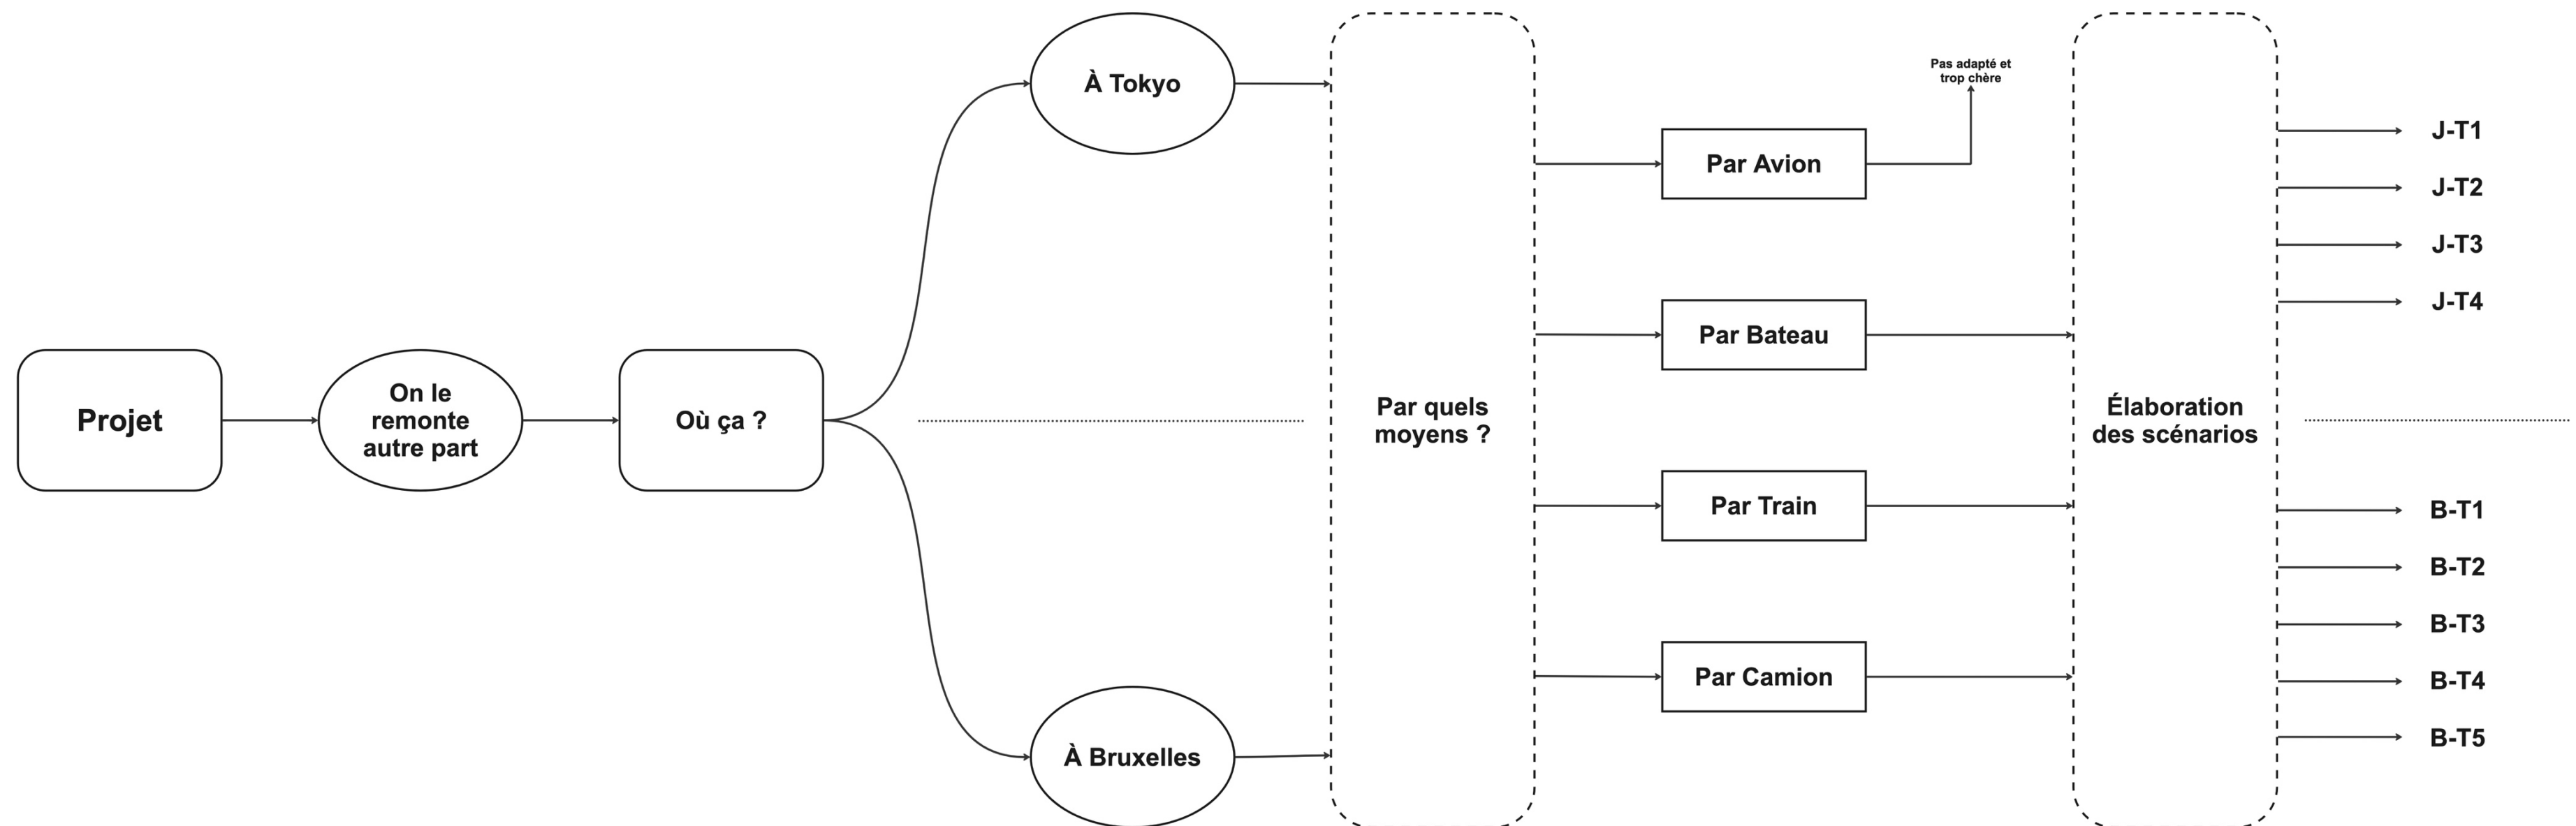 Projet
On le
remonte
autre part
Où ça ?
À Tokyo
À Bruxelles
Par quels
moyens ?
Par Avion
Pas adapté et
trop chère
Par Bateau
Par Train
Par Camion
Élaboration
des scénarios
J-T1
J-T2
J-T3
J-T4
B-T1
B-T2
B-T3
B-T4
B-T5